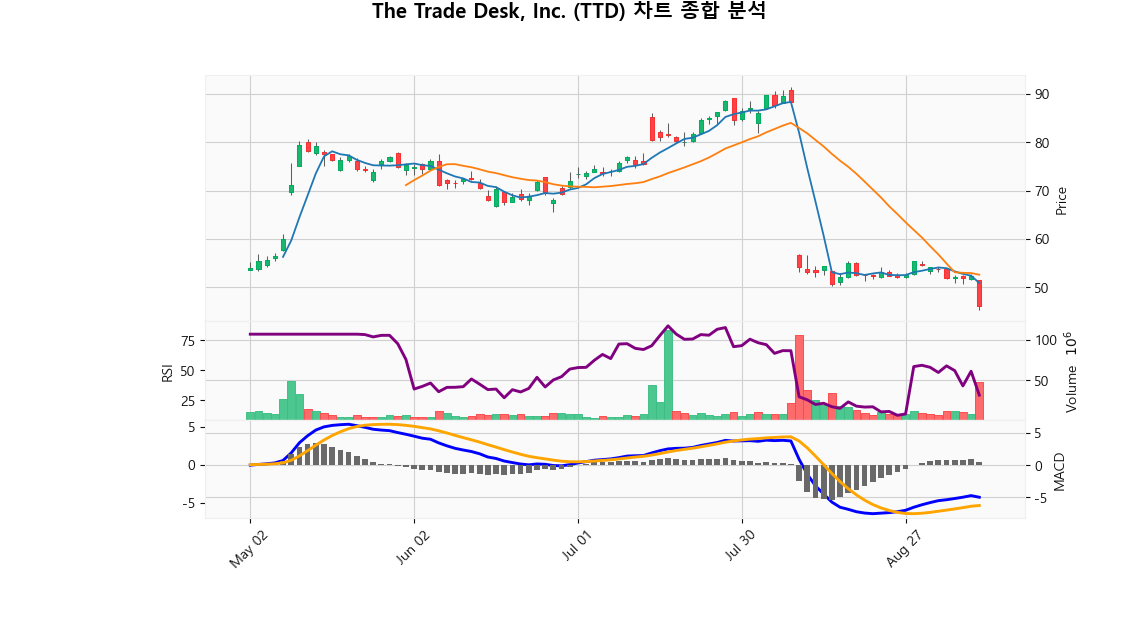 The Trade Desk, Inc. (TTD) 차트 종합 분석
90
80
70
60
50
Price
75
50
25
RSI
100
50
Volume 10^6
5
0
-5
5
0
-5
MACD
May 02
Jun 02
Jul 01
Jul 30
Aug 27